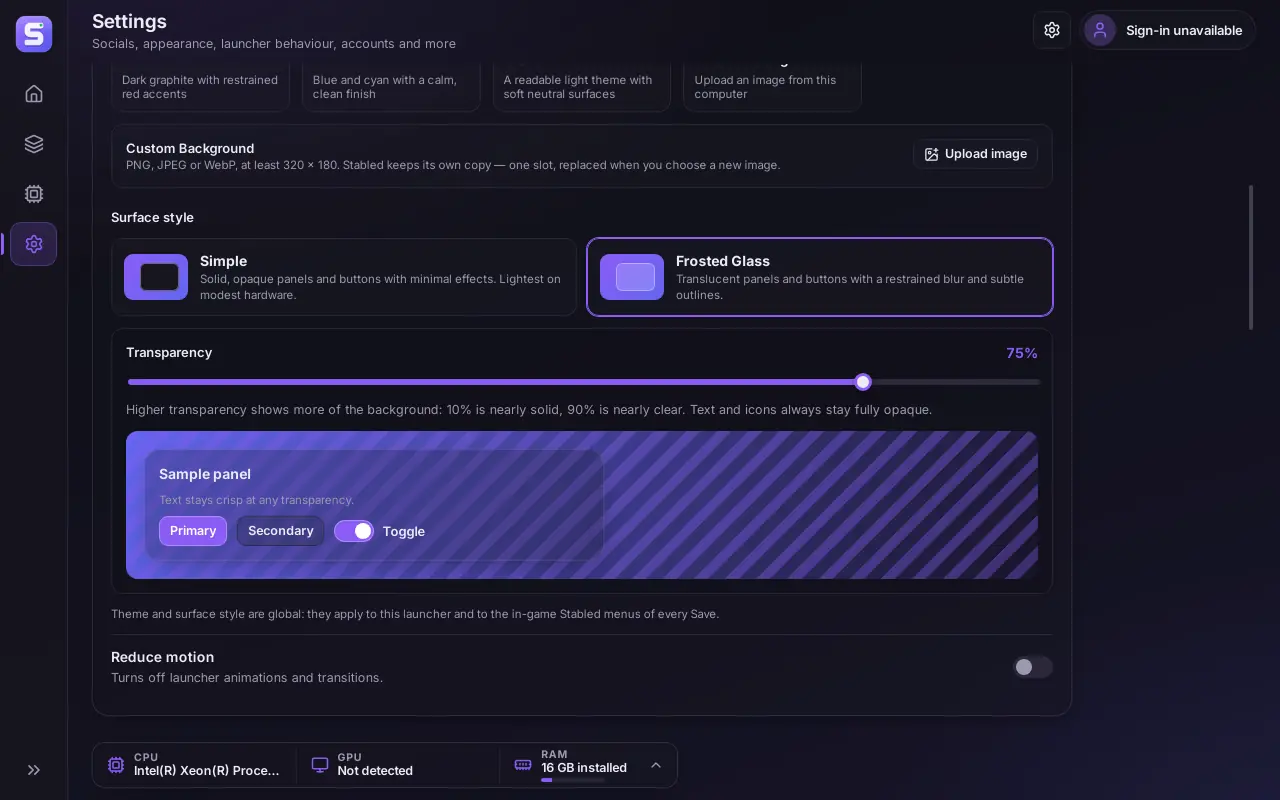 Settings
Socials, appearance, launcher behaviour, accounts and more
Sign-in unavailable
Dark graphite with restrained
red accents
Blue and cyan with a calm,
clean finish
A readable light theme with
soft neutral surfaces
Upload an image from this
computer
Custom Background
PNG, JPEG or WebP, at least 320 × 180. Stabled keeps its own copy — one slot, replaced when you choose a new image.
Upload image
Surface style
Simple
Solid, opaque panels and buttons with minimal effects. Lightest on
modest hardware.
Frosted Glass
Translucent panels and buttons with a restrained blur and subtle
outlines.
Transparency
75%
Higher transparency shows more of the background: 10% is nearly solid, 90% is nearly clear. Text and icons always stay fully opaque.
Sample panel
Text stays crisp at any transparency.
Primary
Secondary
Toggle
Theme and surface style are global: they apply to this launcher and to the in-game Stabled menus of every Save.
Reduce motion
Turns off launcher animations and transitions.
CPU
Intel(R) Xeon(R) Proce...
GPU
Not detected
RAM
16 GB installed